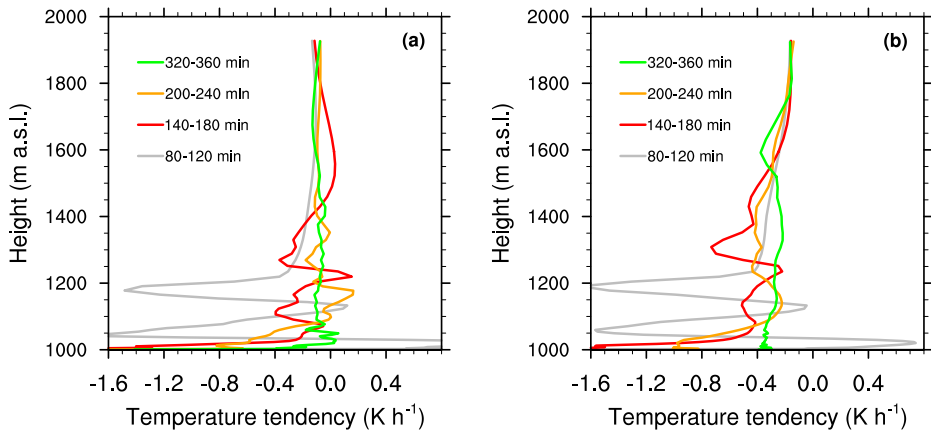 (a)
2000
1800
1600
1400
1200
1000
Height (m a.s.l.)
320-360 min
200-240 min
140-180 min
80-120 min
-1.6 -1.2 -0.8 -0.4 0.0 0.4
Temperature tendency (K h-1)
(b)
2000
1800
1600
1400
1200
1000
Height (m a.s.l.)
320-360 min
200-240 min
140-180 min
80-120 min
-1.6 -1.2 -0.8 -0.4 0.0 0.4
Temperature tendency (K h-1)